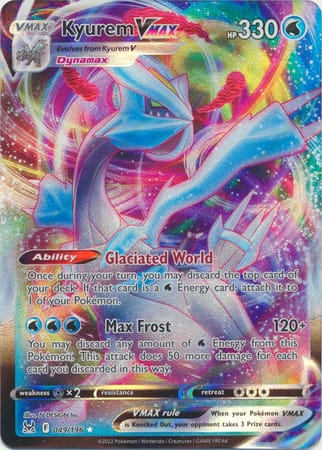 VMAX
Kyurem VMAX
HP 330
Evolves from Kyurem V
Dynamax
Ability Glaciated World
Once during your turn, you may discard the top card of
your deck. If that card is a Energy card, attach it to
1 of your Pokémon.
Max Frost 120+
You may discard any amount of Energy from this
Pokémon. This attack does 50 more damage for each
card you discarded in this way.
weakness ×2 resistance retreat
Illus. N-DESIGN Inc.
VMAX rule When your Pokémon VMAX
is Knocked Out, your opponent takes 3 Prize cards.
F 049/196 ★
©2022 Pokémon / Nintendo / Creatures / GAME FREAK